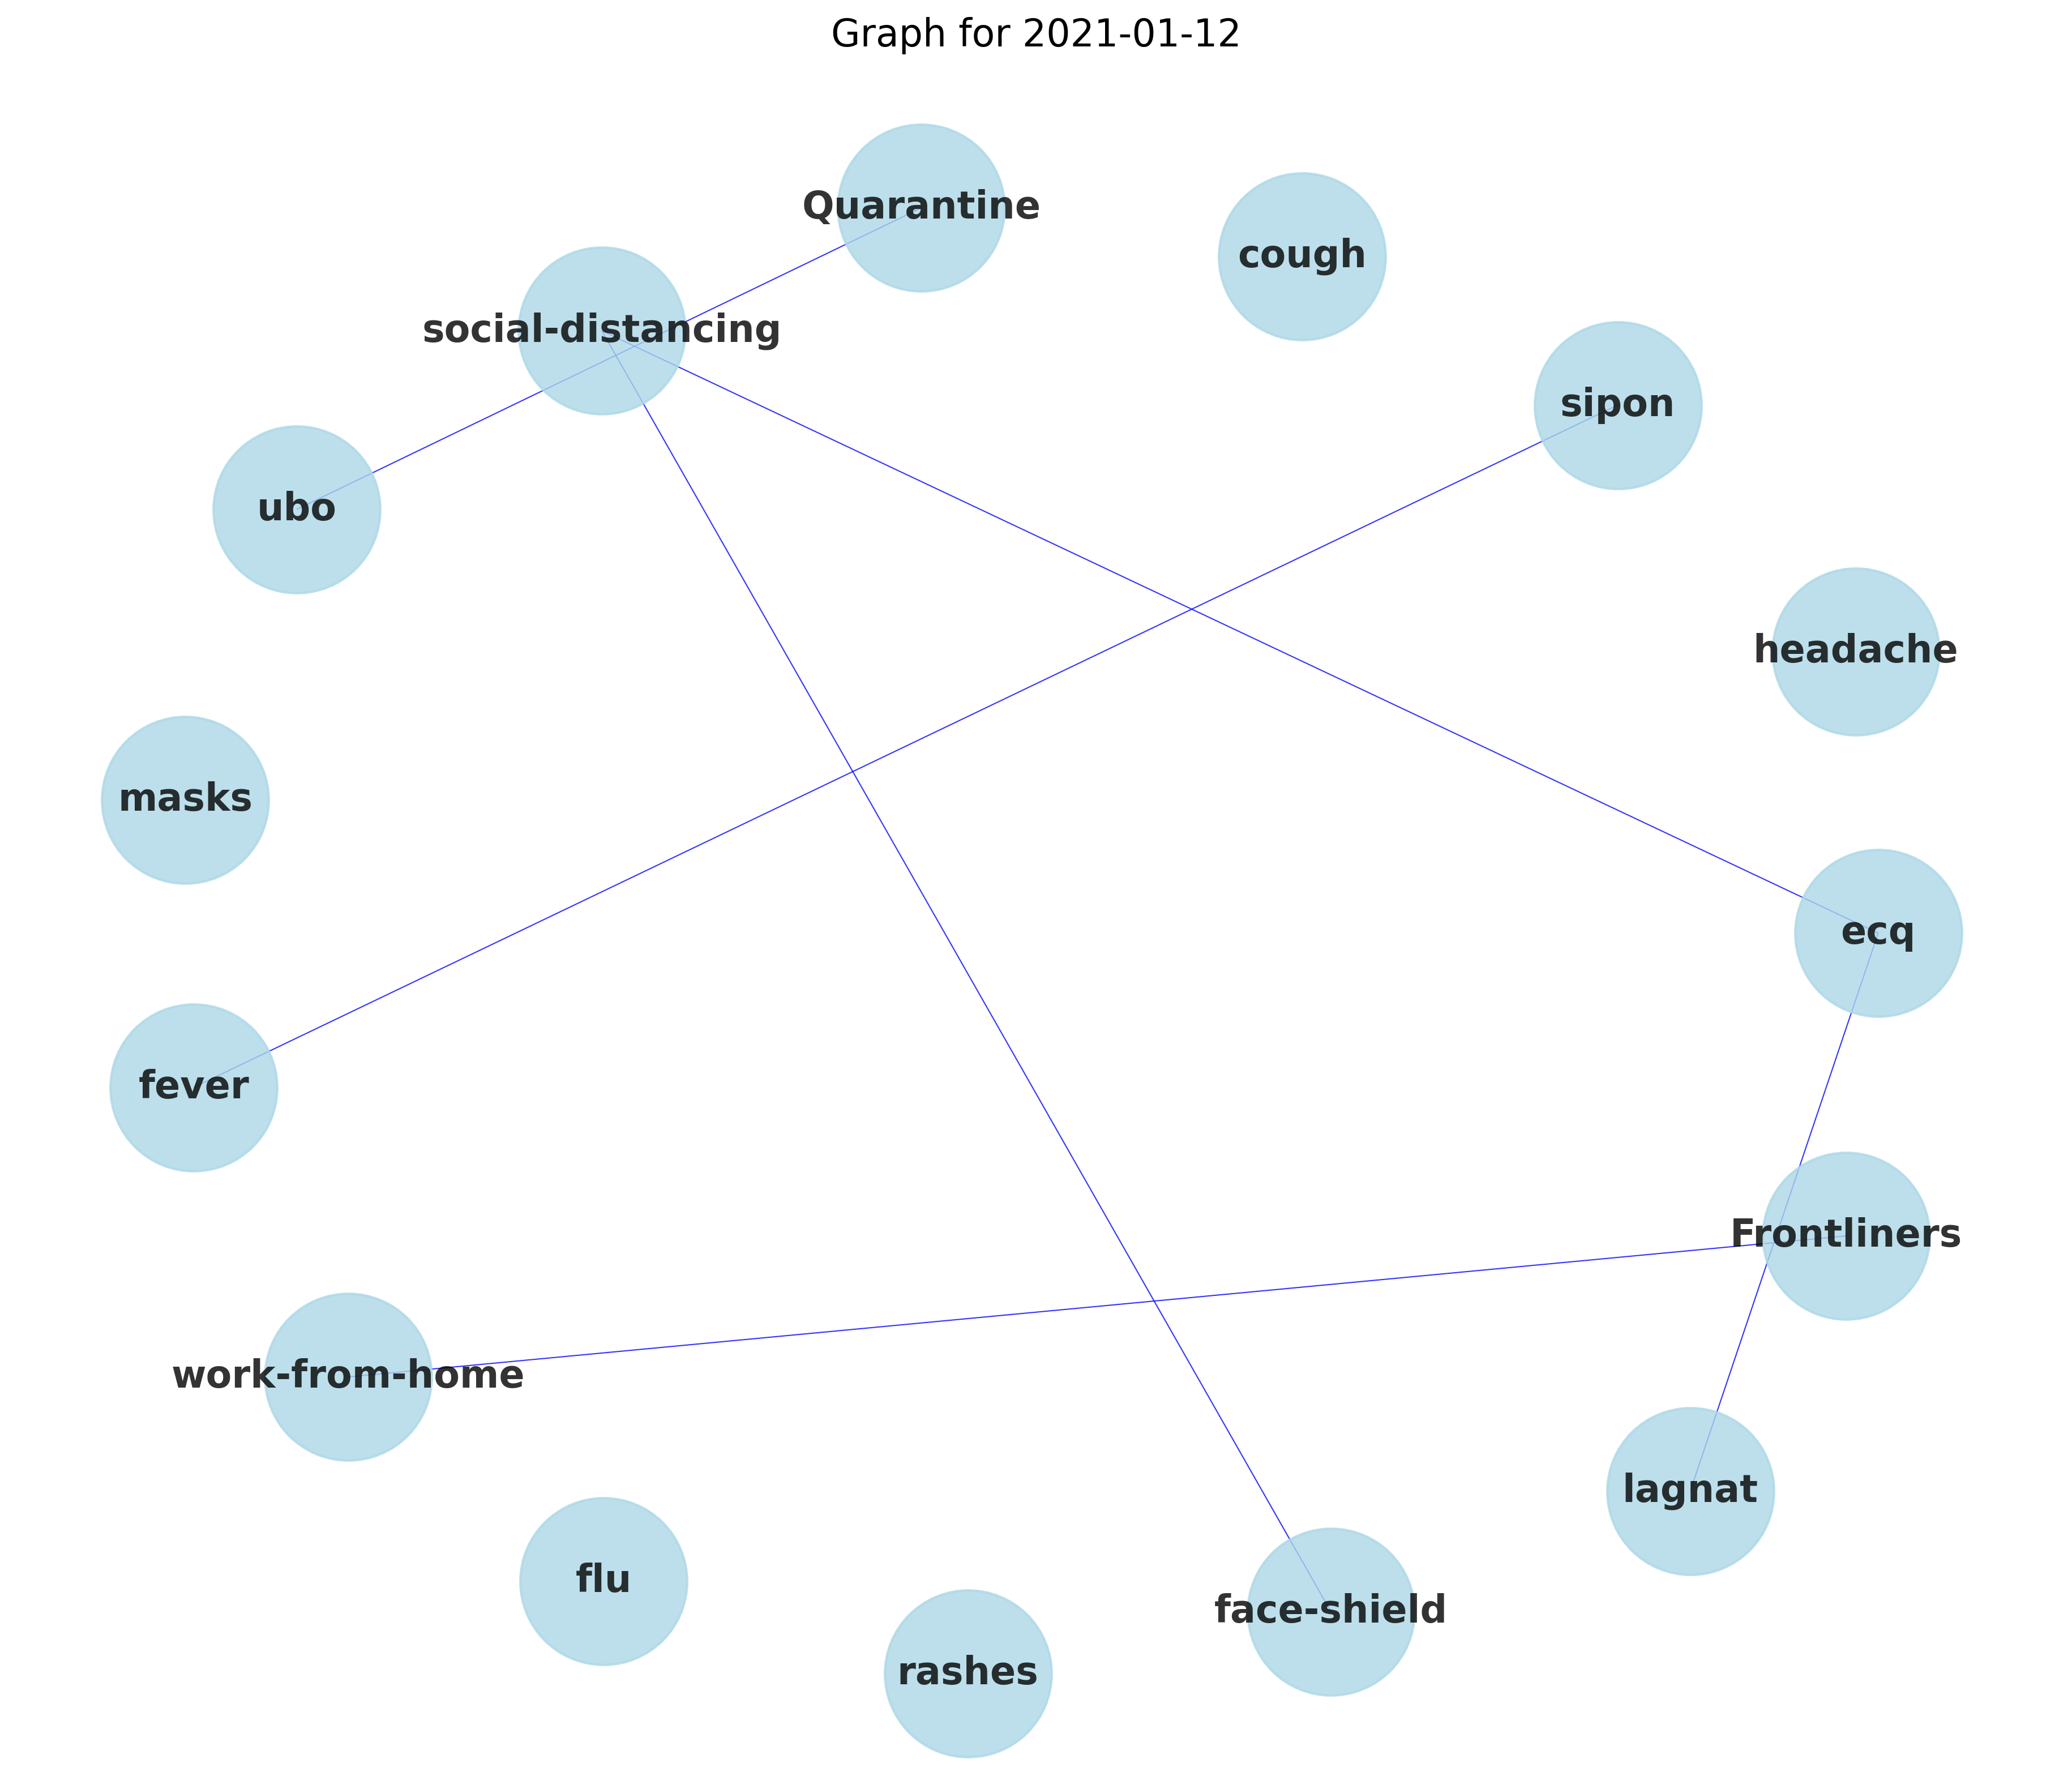 Graph for 2021-01-12
Quarantine
cough
social-distancing
sipon
ubo
headache
masks
ecq
fever
Frontliners
work-from-home
lagnat
flu
face-shield
rashes